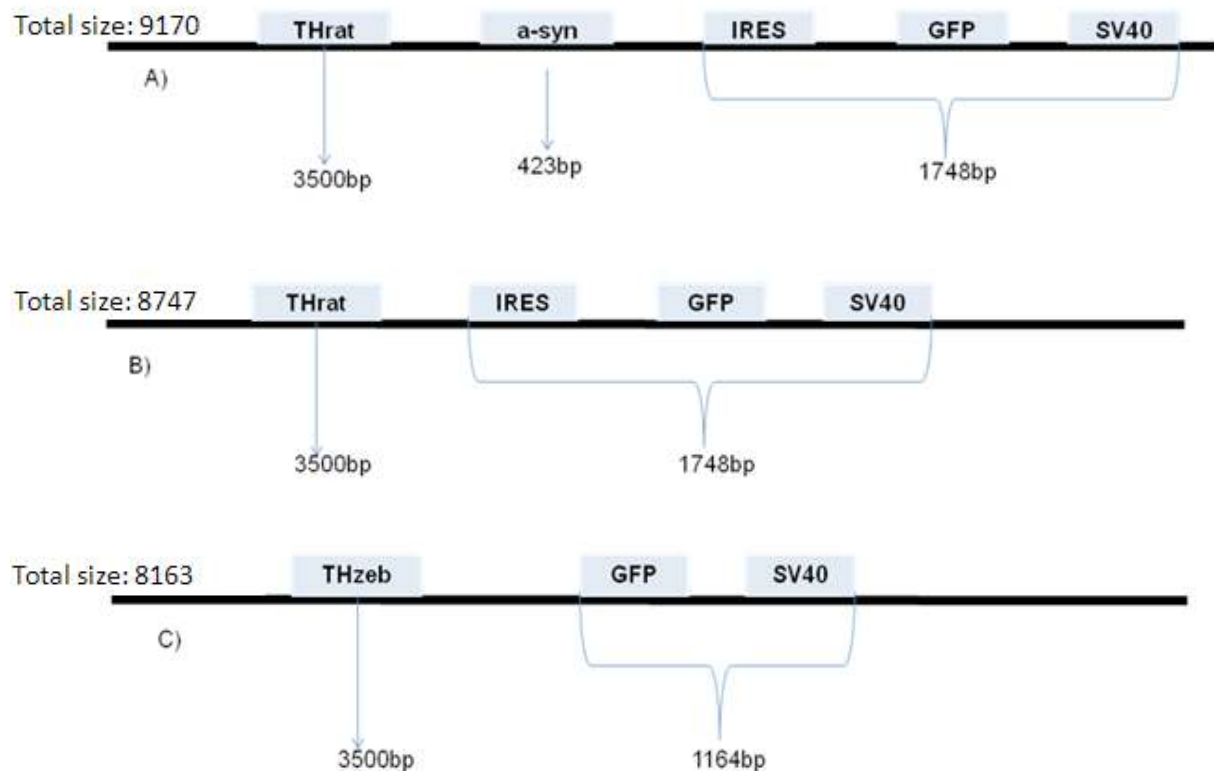 Total size: 9170
THrat a-syn IRES GFP SV40
A)
3500bp 423bp 1748bp
Total size: 8747
THrat IRES GFP SV40
B)
3500bp 1748bp
Total size: 8163
THzeb GFP SV40
C)
3500bp 1164bp